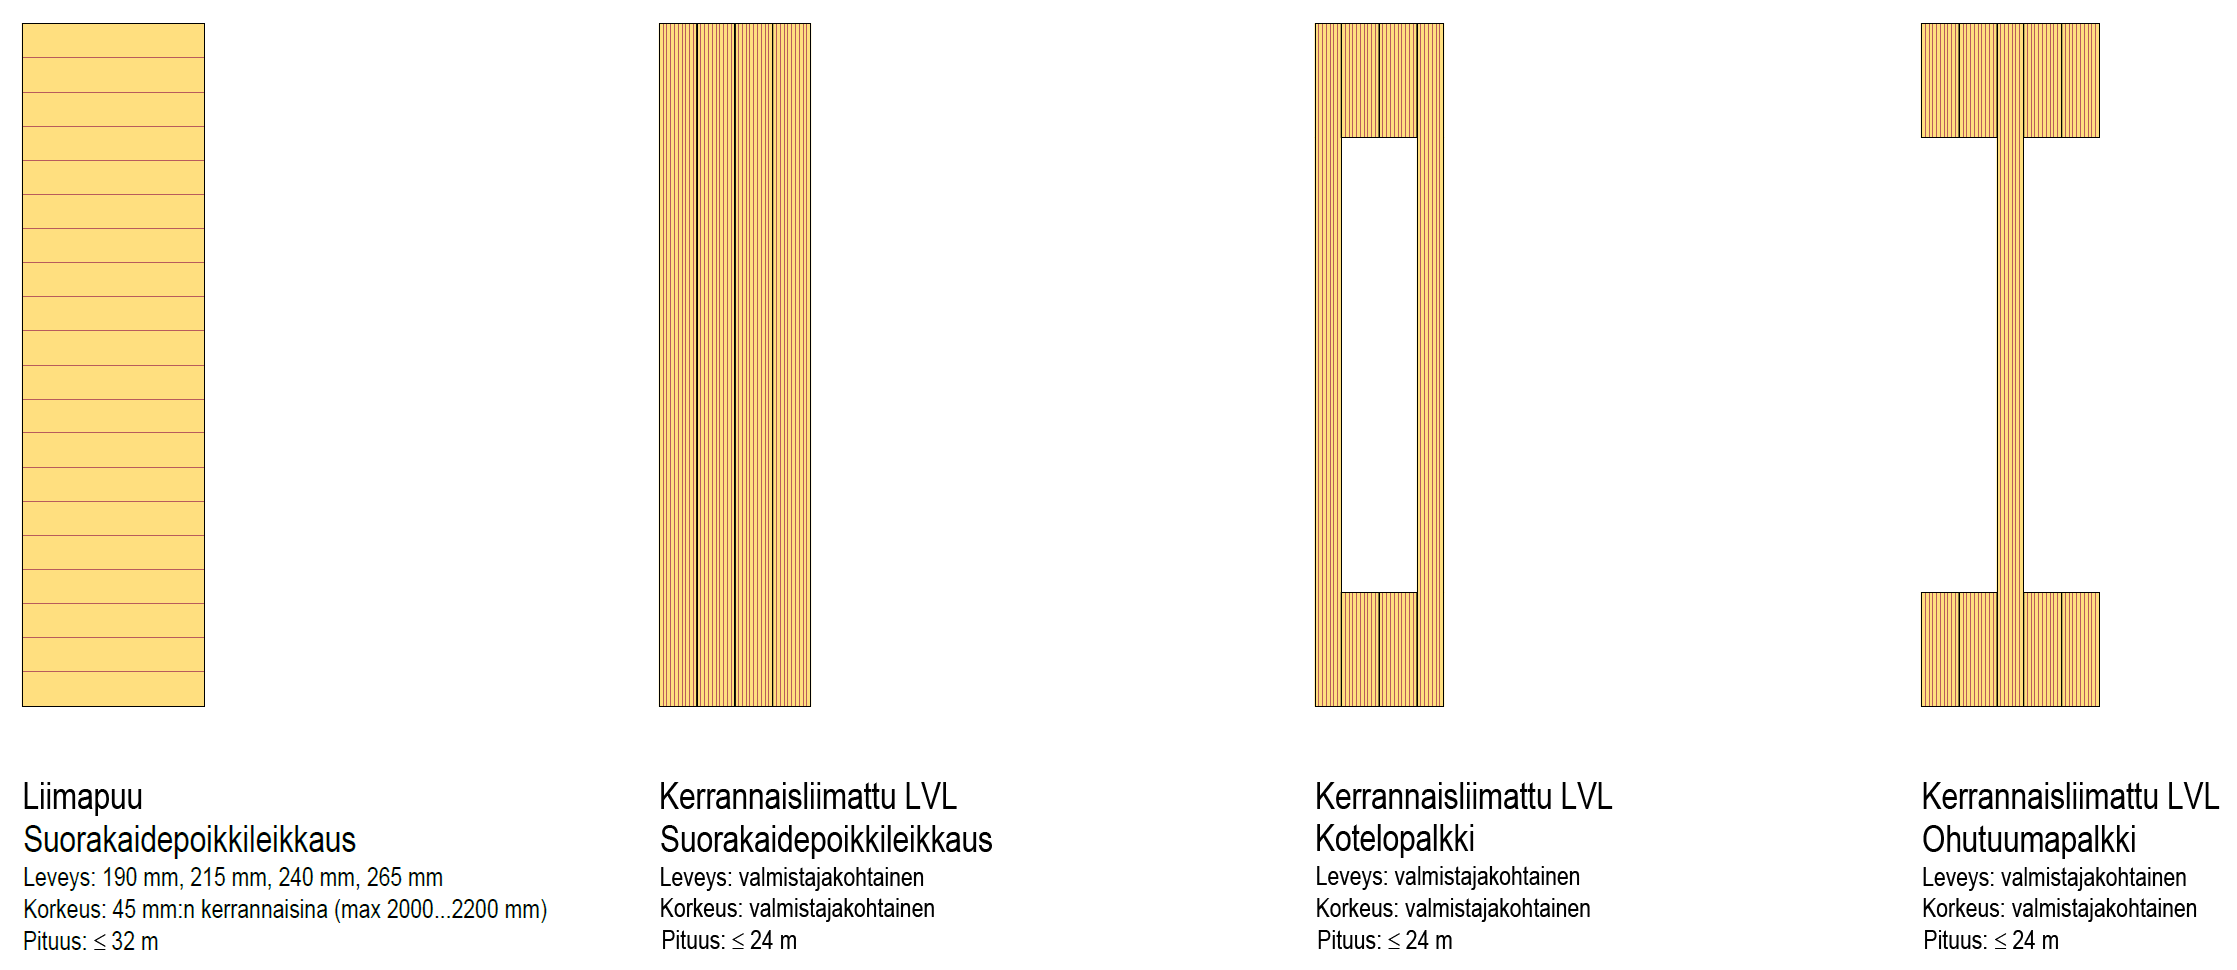 Liimapuu
Suorakaidepoikkileikkaus
Leveys: 190 mm, 215 mm, 240 mm, 265 mm
Korkeus: 45 mm:n kerrannaisina (max 2000...2200 mm)
Pituus: ≤ 32 m
Kerrannaisliimattu LVL
Suorakaidepoikkileikkaus
Leveys: valmistajakohtainen
Korkeus: valmistajakohtainen
Pituus: ≤ 24 m
Kerrannaisliimattu LVL
Kotelopalkki
Leveys: valmistajakohtainen
Korkeus: valmistajakohtainen
Pituus: ≤ 24 m
Kerrannaisliimattu LVL
Ohutuumapalkki
Leveys: valmistajakohtainen
Korkeus: valmistajakohtainen
Pituus: ≤ 24 m